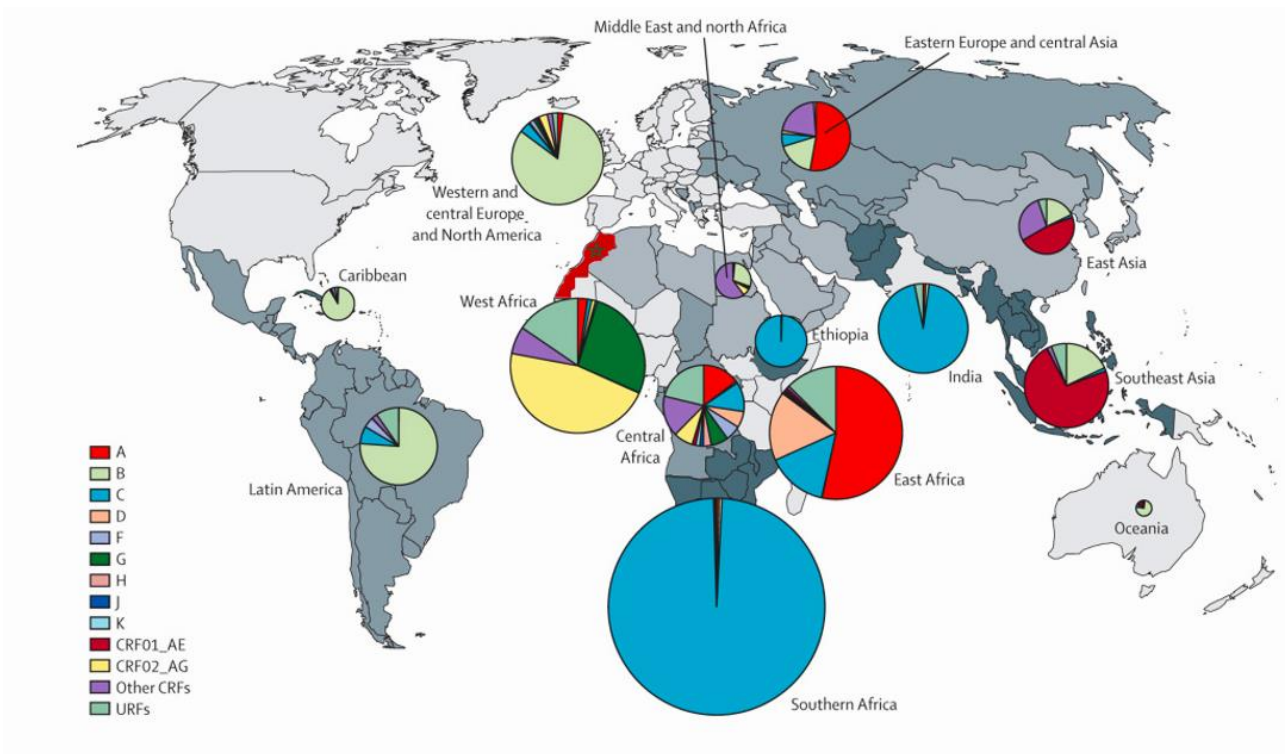 Middle East and north Africa
Eastern Europe and central Asia
Western and
central Europe
and North America
Caribbean
West Africa
East Asia
Ethiopia
India
Southeast Asia
Central
Africa
East Africa
Latin America
Oceania
Southern Africa
A
B
C
D
F
G
H
J
K
CRF01_AE
CRF02_AG
Other CRFs
URFs